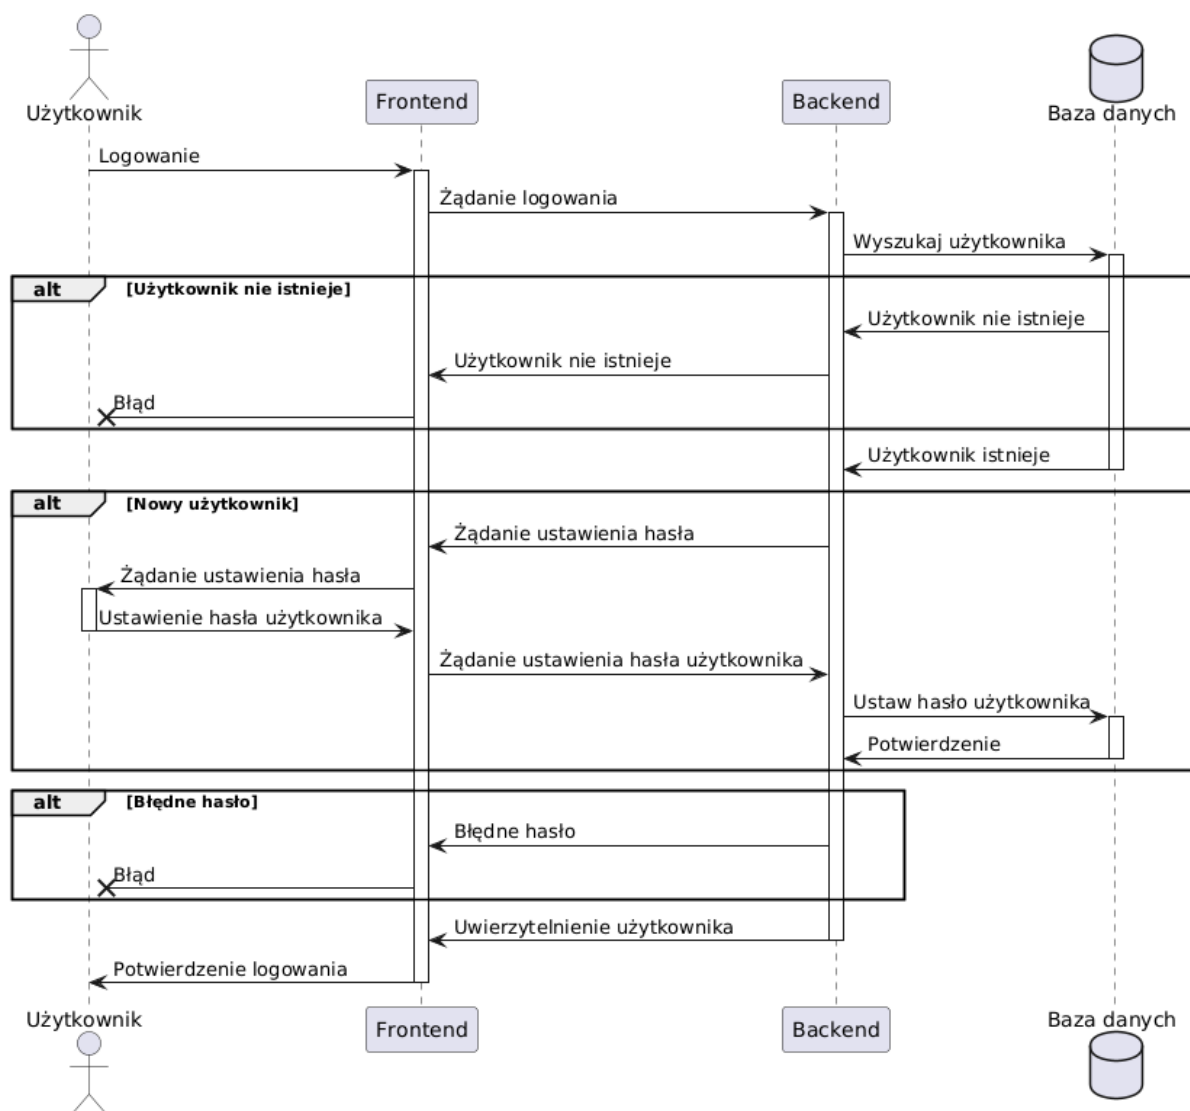 Użytkownik
Frontend
Backend
Baza danych
Logowanie
Żądanie logowania
Wyszukaj użytkownika
alt [Użytkownik nie istnieje]
Użytkownik nie istnieje
Użytkownik nie istnieje
Błąd
Użytkownik istnieje
alt [Nowy użytkownik]
Żądanie ustawienia hasła
Żądanie ustawienia hasła
Ustawienie hasła użytkownika
Żądanie ustawienia hasła użytkownika
Ustaw hasło użytkownika
Potwierdzenie
alt [Błędne hasło]
Błędne hasło
Błąd
Uwierzytelnienie użytkownika
Potwierdzenie logowania
Użytkownik
Frontend
Backend
Baza danych